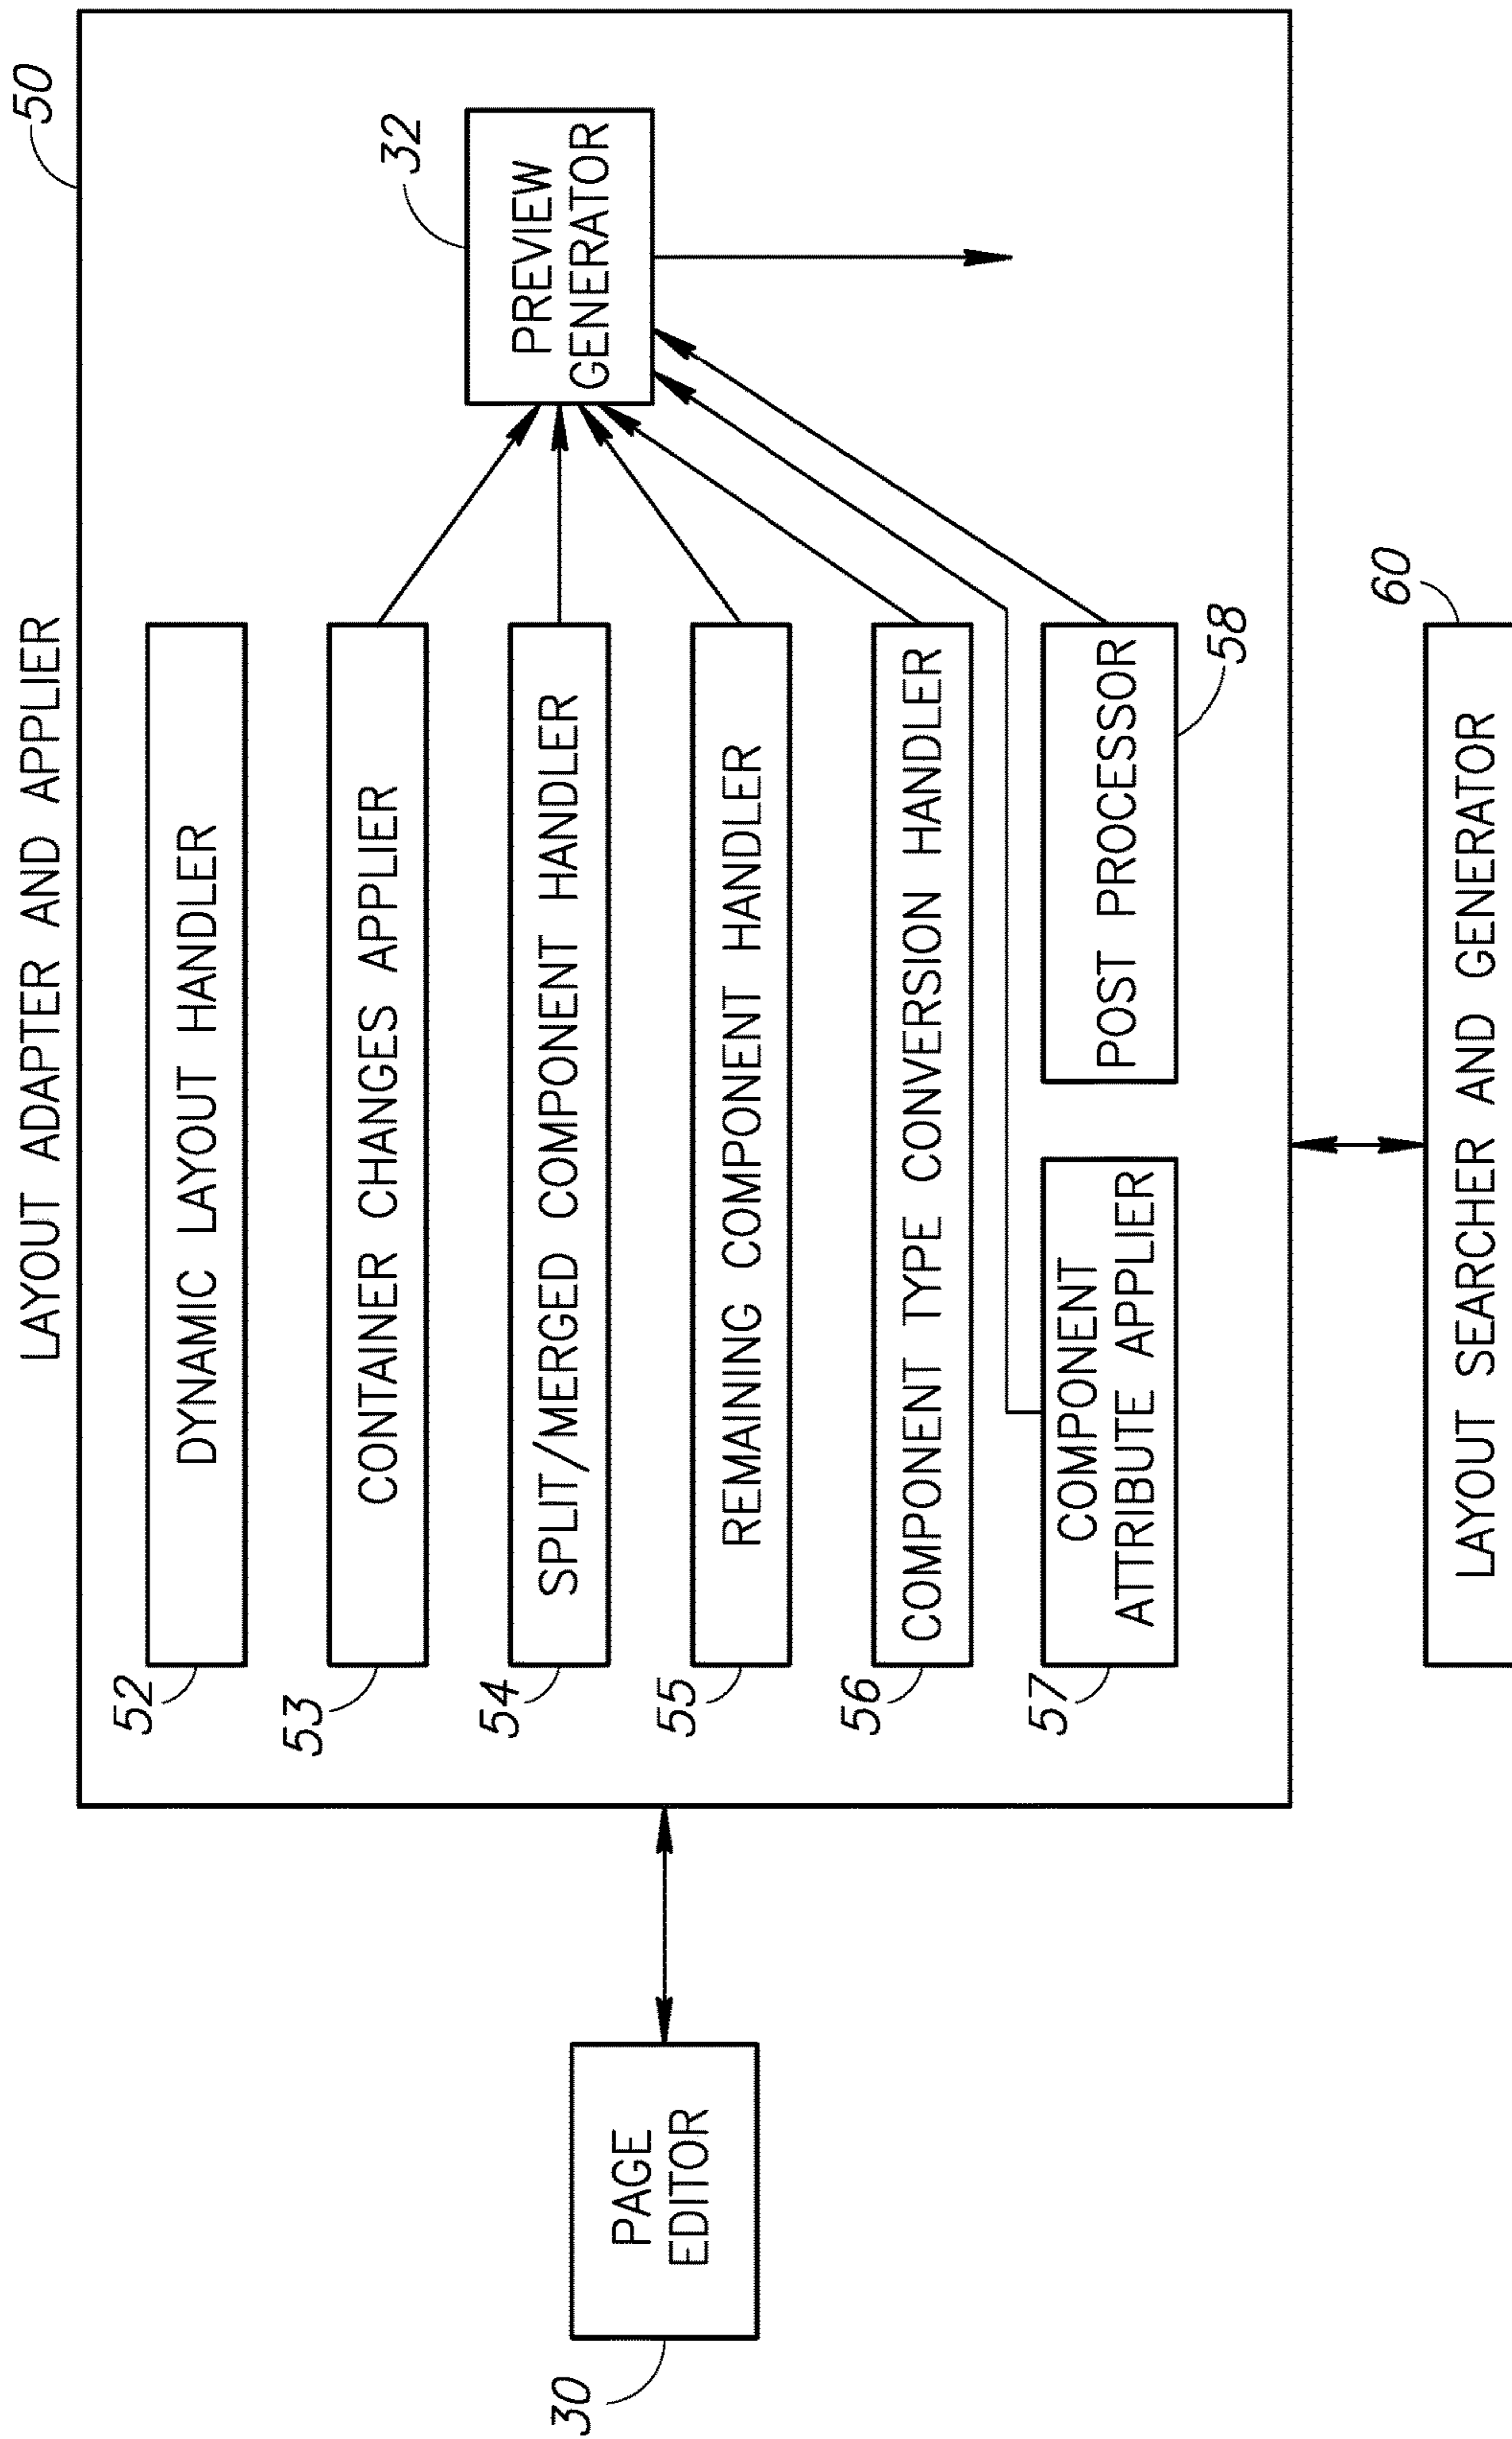 LAYOUT ADAPTER AND APPLIER
50
52
DYNAMIC LAYOUT HANDLER
53
CONTAINER CHANGES APPLIER
32
PREVIEW
GENERATOR
54
SPLIT/MERGED COMPONENT HANDLER
30
PAGE
EDITOR
55
REMAINING COMPONENT HANDLER
56
COMPONENT TYPE CONVERSION HANDLER
57
COMPONENT
ATTRIBUTE APPLIER
POST PROCESSOR
58
60
LAYOUT SEARCHER AND GENERATOR